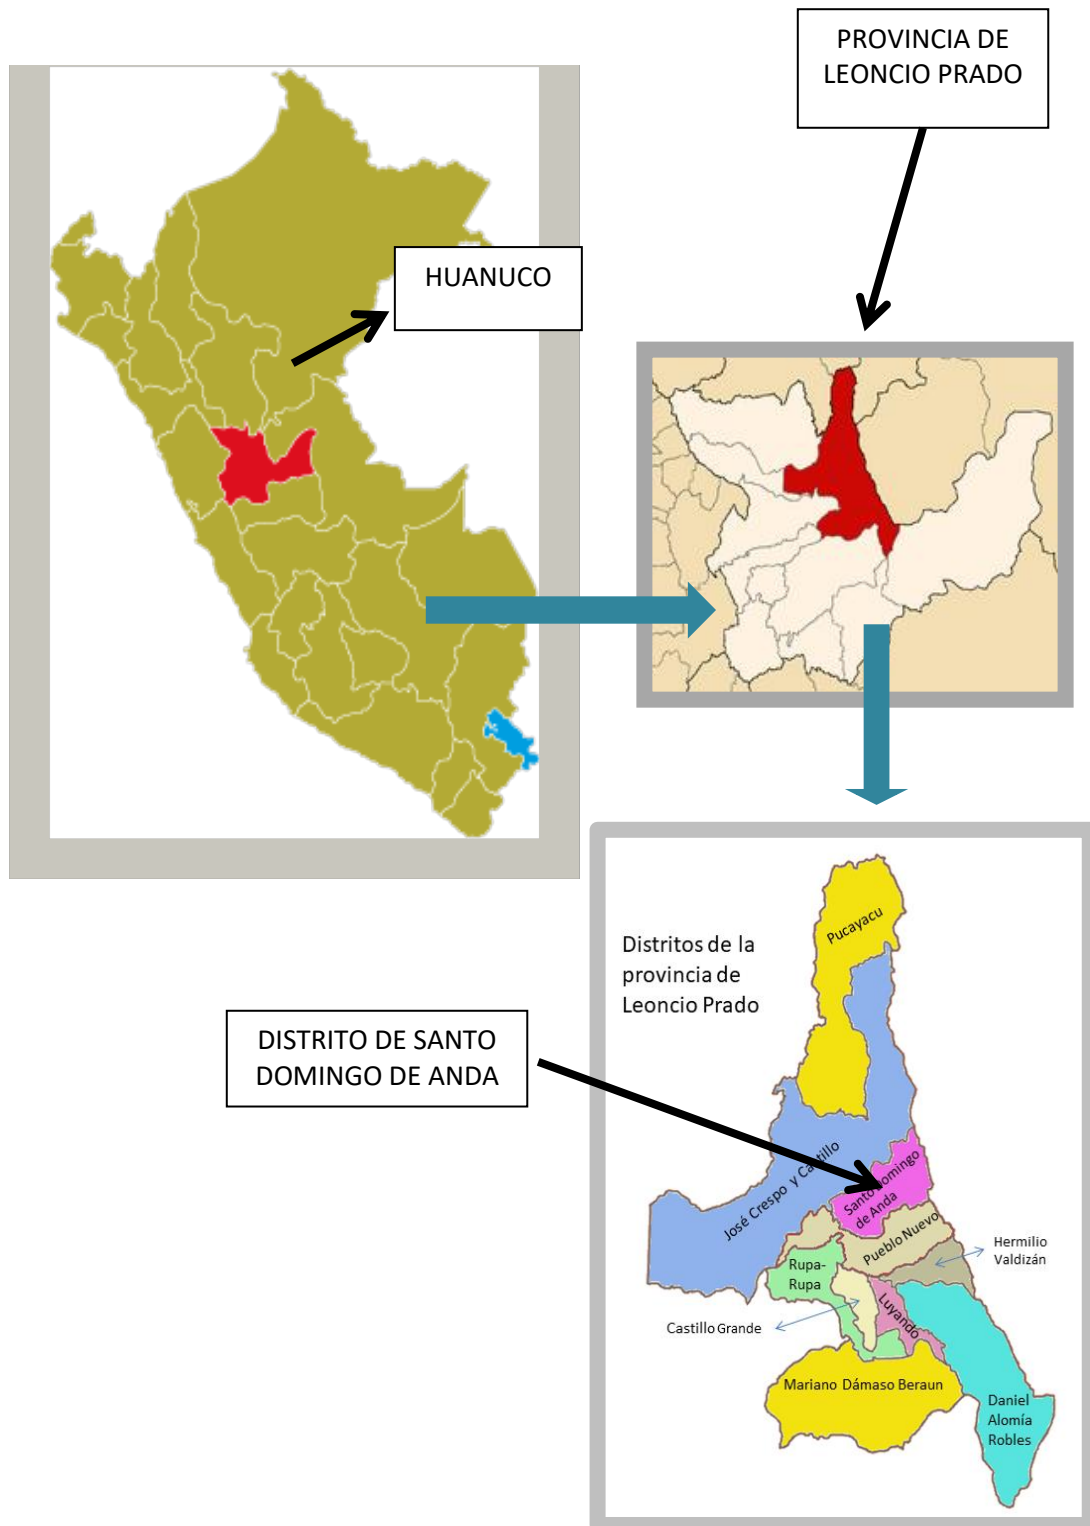 PROVINCIA DE
LEONCIO PRADO
HUANUCO
DISTRITO DE SANTO
DOMINGO DE ANDA
Distritos de la
provincia de
Leoncio Prado
Pucayacu
José Crespo y Castillo
Santo Domingo
de Anda
Pueblo Nuevo
Hermilio
Valdizán
Rupa-
Rupa
Castillo Grande
Luyando
Mariano Dámaso Beraun
Daniel
Alomía
Robles